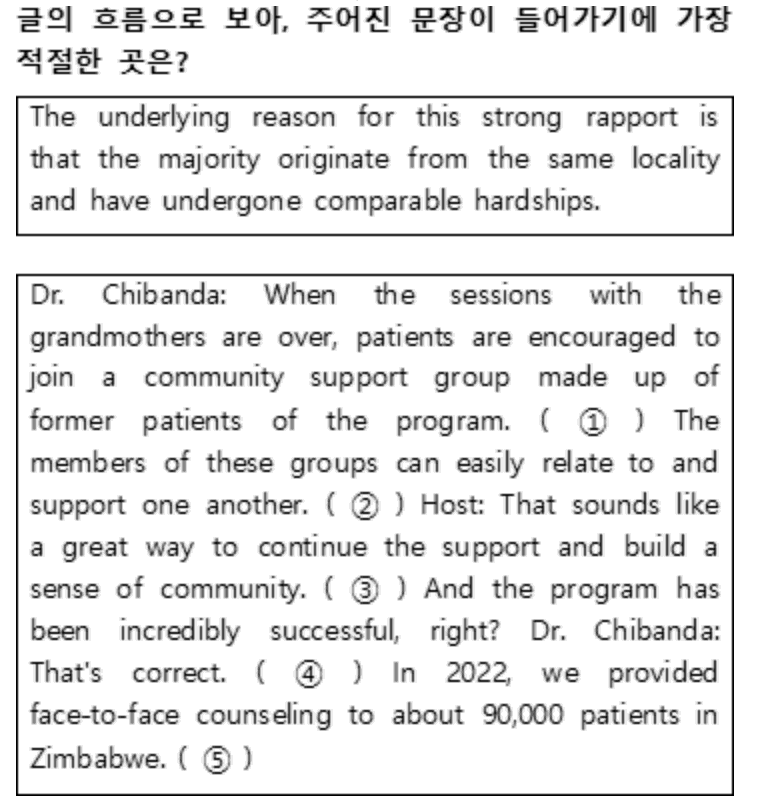 글의 흐름으로 보아, 주어진 문장이 들어가기에 가장
적절한 곳은?
The underlying reason for this strong rapport is
that the majority originate from the same locality
and have undergone comparable hardships.
Dr. Chibanda: When the sessions with the
grandmothers are over, patients are encouraged to
join a community support group made up of
former patients of the program. ( ① ) The
members of these groups can easily relate to and
support one another. ( ② ) Host: That sounds like
a great way to continue the support and build a
sense of community. ( ③ ) And the program has
been incredibly successful, right? Dr. Chibanda:
That's correct. ( ④ ) In 2022, we provided
face-to-face counseling to about 90,000 patients in
Zimbabwe. ( ⑤ )